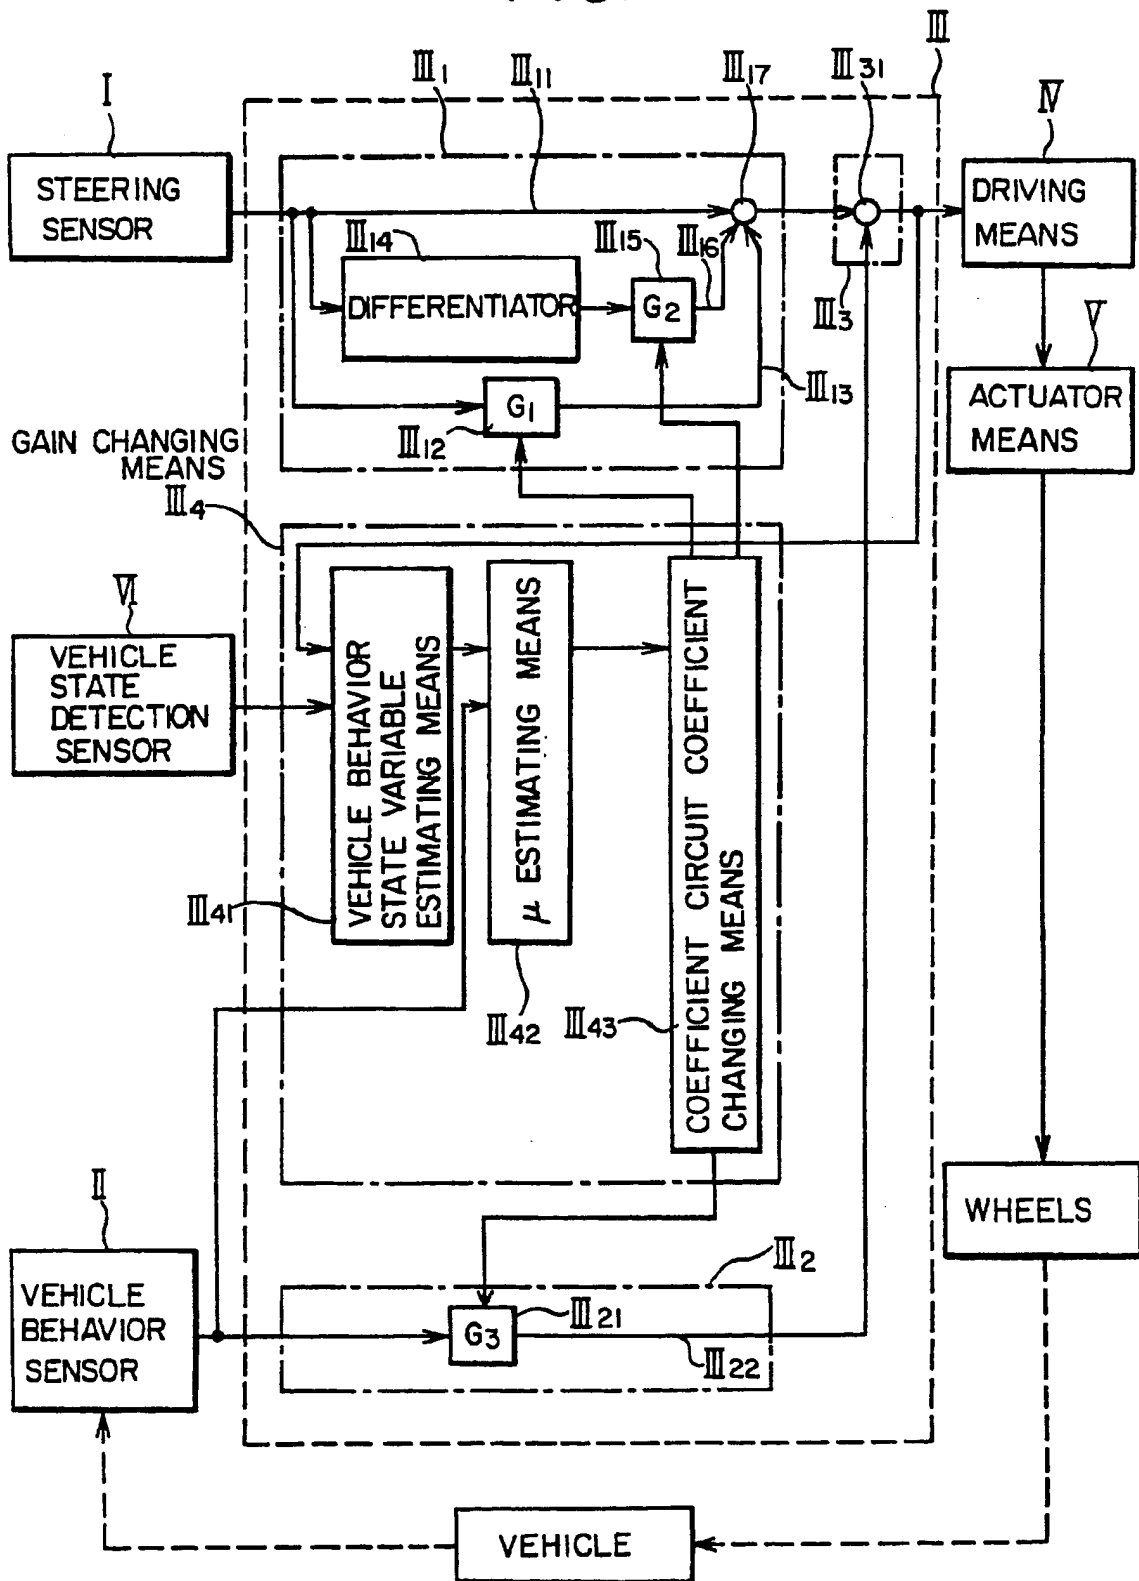 III
III1
III11
III17
III31
I
IV
STEERING
SENSOR
DRIVING
MEANS
III14
III15
III16
DIFFERENTIATOR
G2
III3
V
III13
G1
III12
ACTUATOR
MEANS
GAIN CHANGING
MEANS
III4
VI
VEHICLE
STATE
DETECTION
SENSOR
VEHICLE BEHAVIOR
STATE VARIABLE
ESTIMATING MEANS
μ ESTIMATING MEANS
COEFFICIENT CIRCUIT COEFFICIENT
CHANGING MEANS
III41
III42
III43
II
WHEELS
III2
VEHICLE
BEHAVIOR
SENSOR
G3
III21
III22
VEHICLE